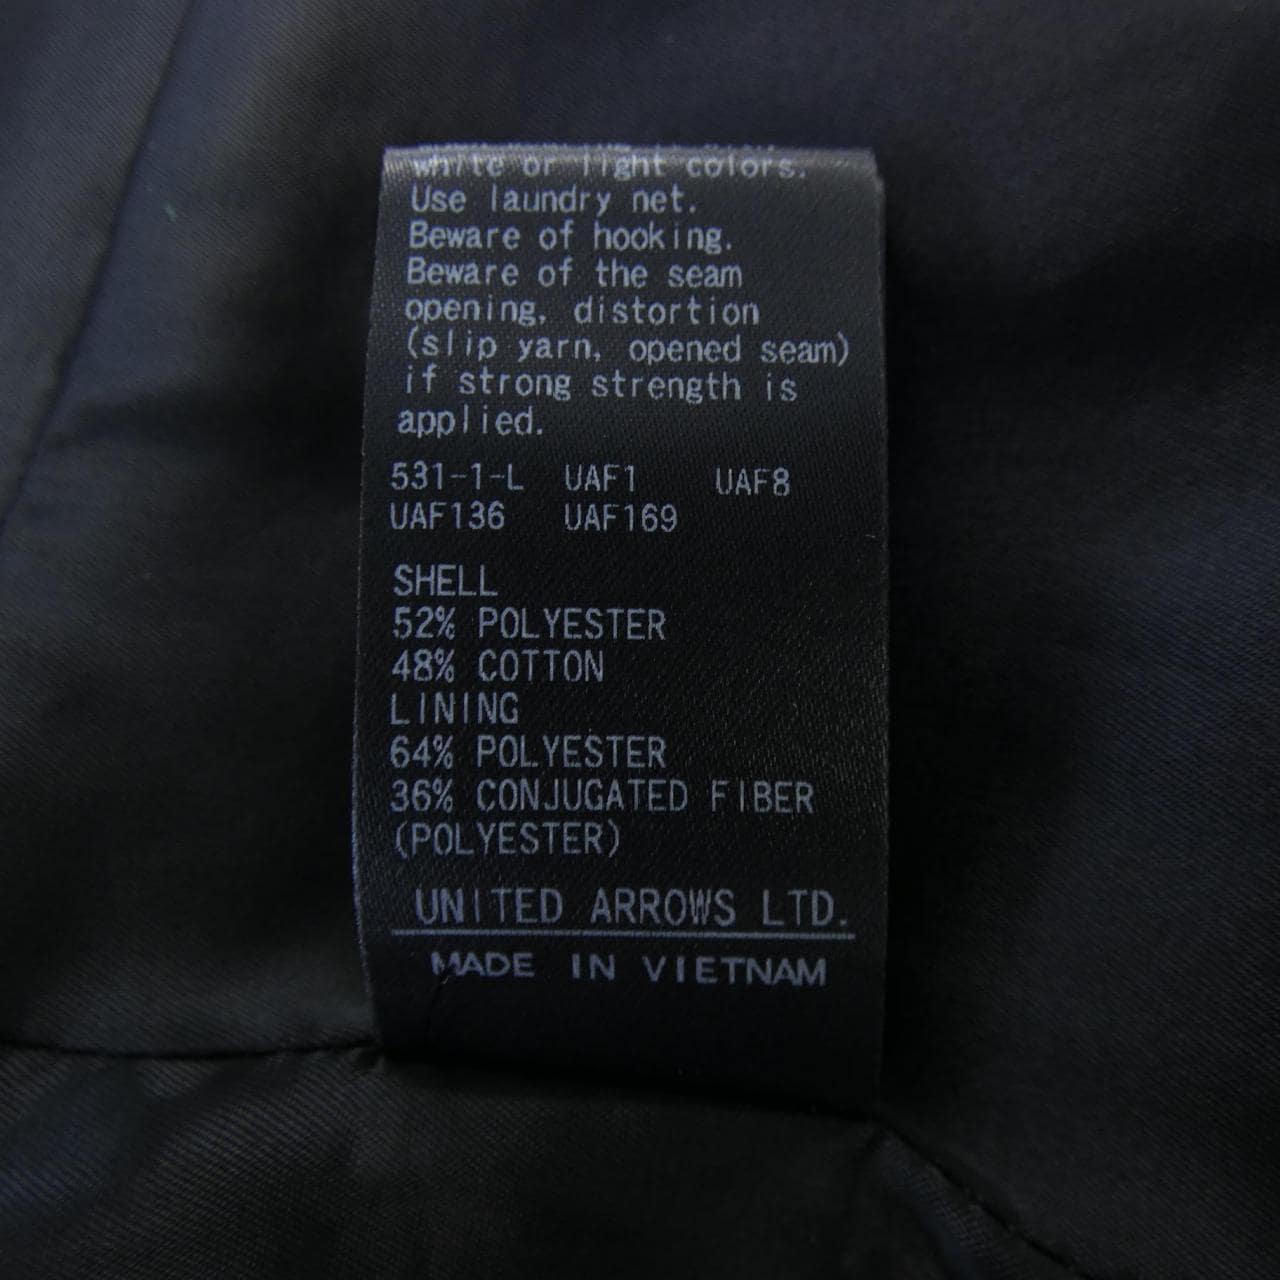 white or light colors.
Use laundry net.
Beware of hooking.
Beware of the seam
opening, distortion
(slip yarn, opened seam)
if strong strength is
applied.
531-1-L UAF1 UAF8
UAF136 UAF169
SHELL
52% POLYESTER
48% COTTON
LINING
64% POLYESTER
36% CONJUGATED FIBER
(POLYESTER)
UNITED ARROWS LTD.
MADE IN VIETNAM